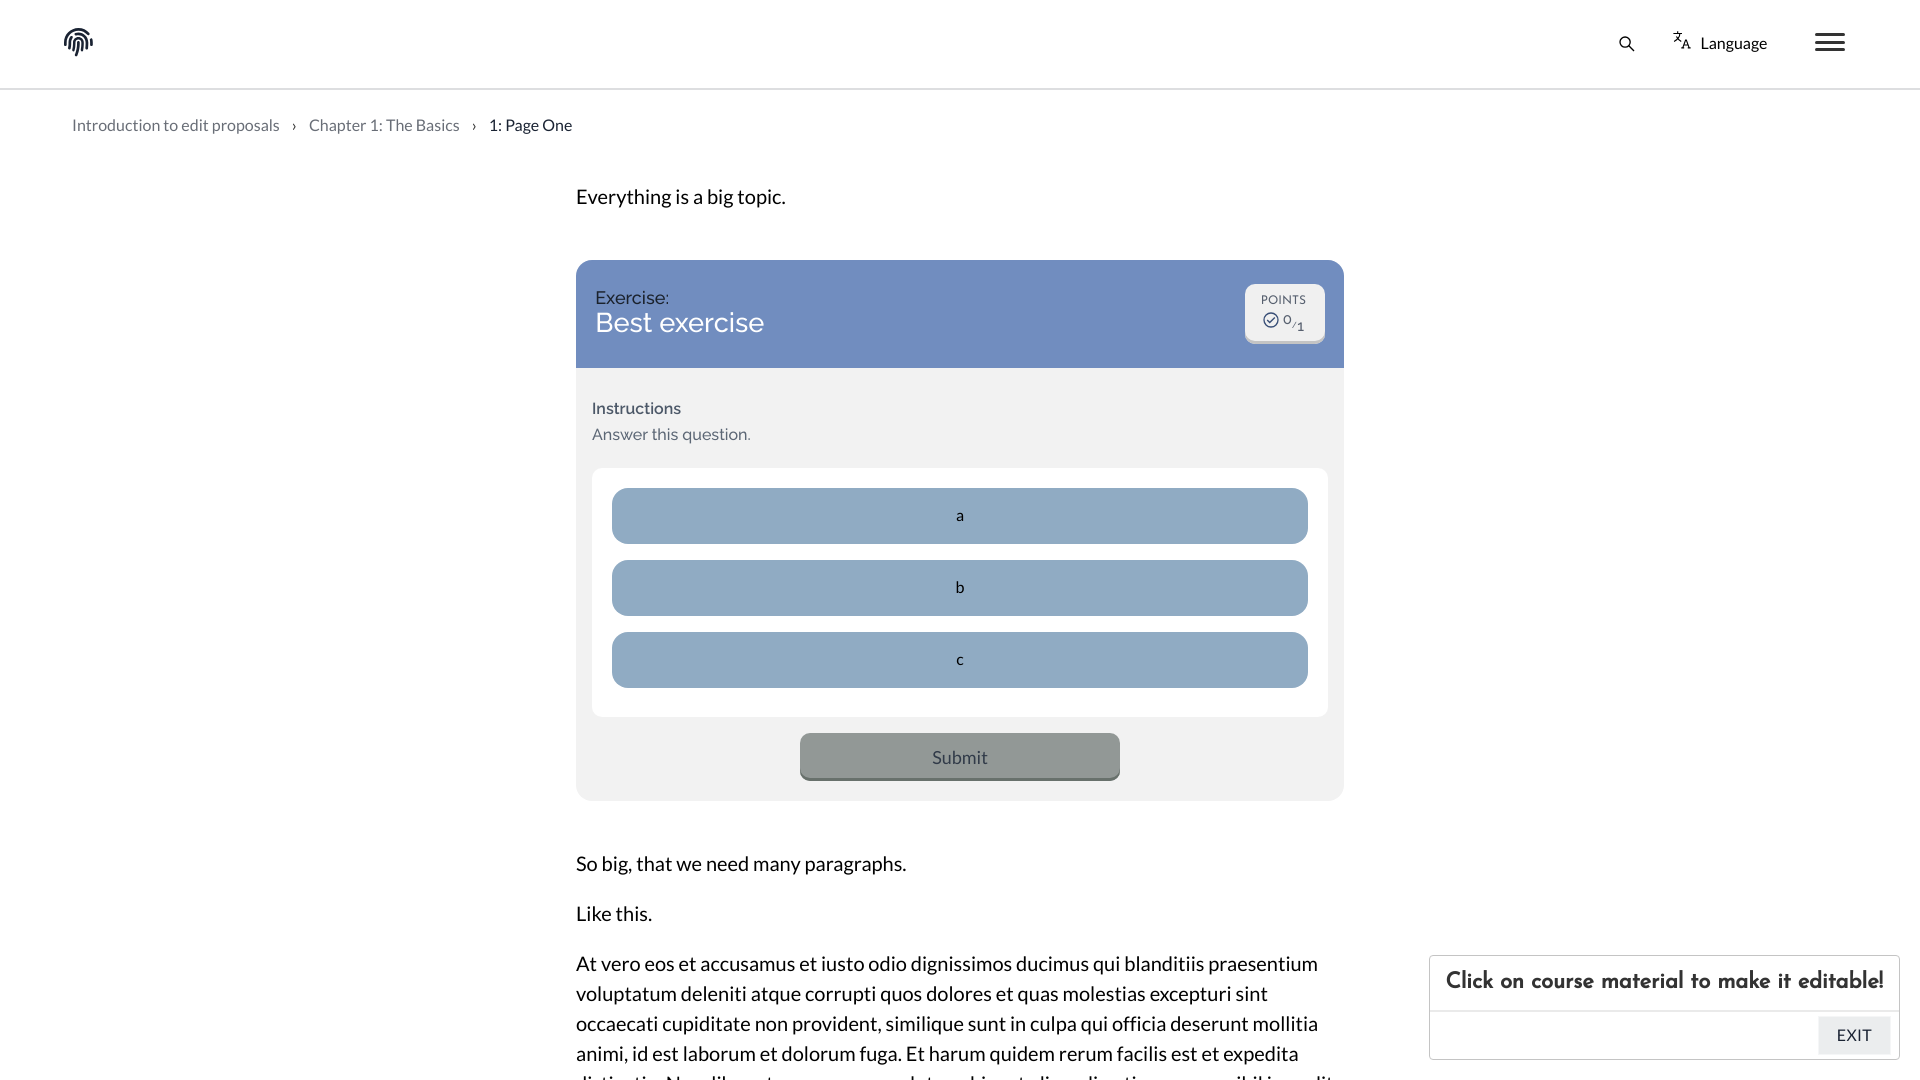 Language
Introduction to edit proposals › Chapter 1: The Basics › 1: Page One
Everything is a big topic.
Exercise:
Best exercise
POINTS
0/1
Instructions
Answer this question.
a
b
c
Submit
So big, that we need many paragraphs.
Like this.
At vero eos et accusamus et iusto odio dignissimos ducimus qui blanditiis praesentium
voluptatum deleniti atque corrupti quos dolores et quas molestias excepturi sint
occaecati cupiditate non provident, similique sunt in culpa qui officia deserunt mollitia
animi, id est laborum et dolorum fuga. Et harum quidem rerum facilis est et expedita
Click on course material to make it editable!
EXIT